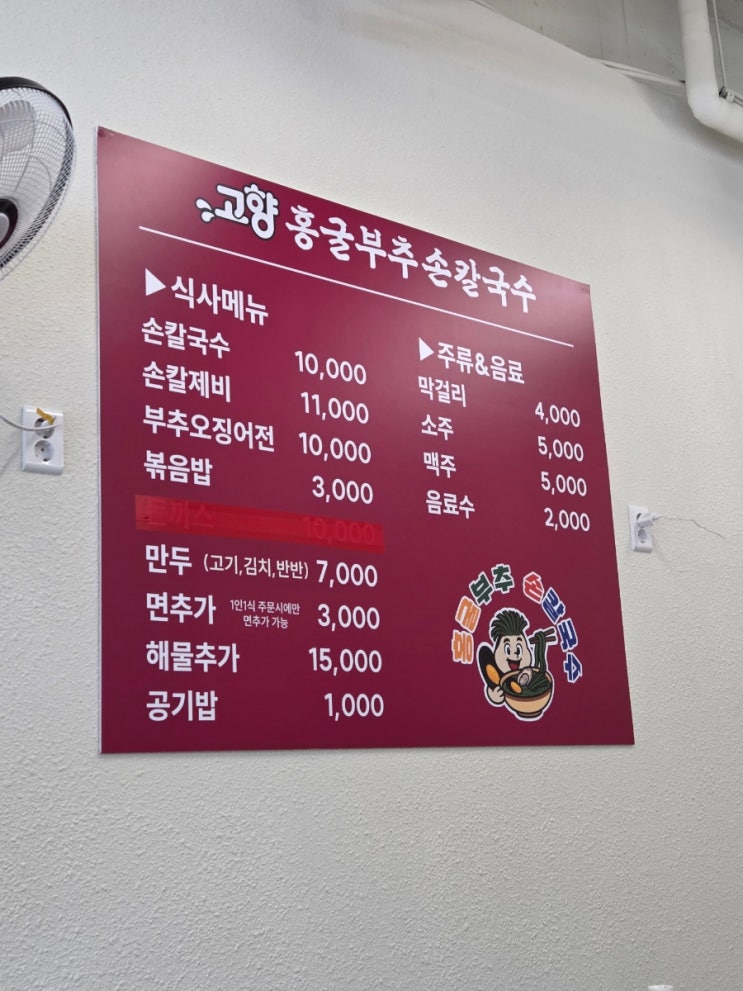 고향 홍굴부추손칼국수
▶식사메뉴
손칼국수 10,000
손칼제비 11,000
부추오징어전 10,000
볶음밥 3,000
돈까스 10,000
만두 (고기,김치,반반) 7,000
면추가 1인1식 주문시에만 면추가 가능 3,000
해물추가 15,000
공기밥 1,000
▶주류&음료
막걸리 4,000
소주 5,000
맥주 5,000
음료수 2,000
홍굴부추 손칼국수